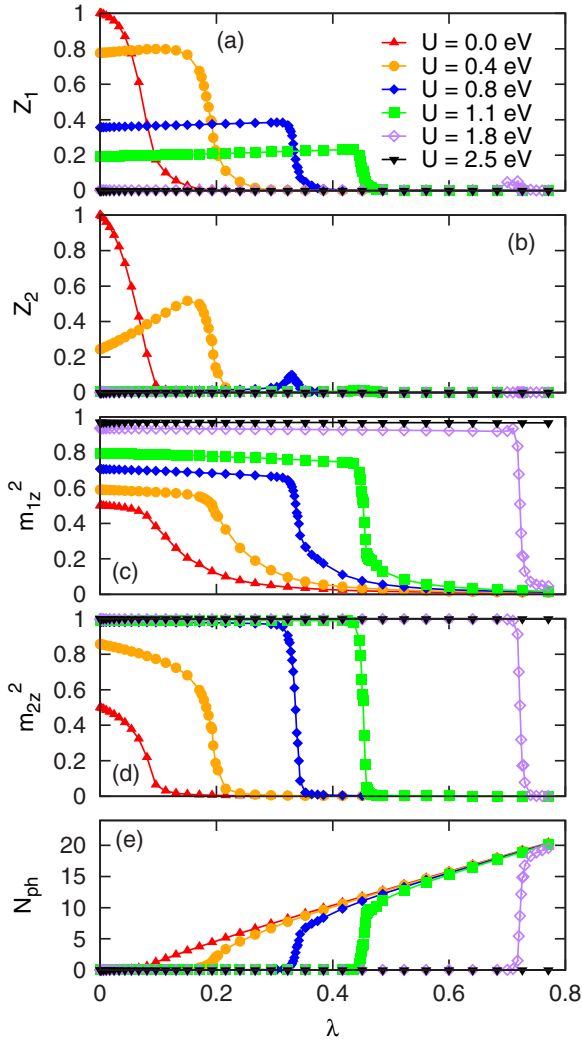 1
0.8
0.6
0.4
0.2
0
Z1
(a)
U = 0.0 eV
U = 0.4 eV
U = 0.8 eV
U = 1.1 eV
U = 1.8 eV
U = 2.5 eV
1
0.8
0.6
0.4
0.2
0
Z2
(b)
1
0.8
0.6
0.4
0.2
0
m1z²
(c)
1
0.8
0.6
0.4
0.2
0
m2z²
(d)
20
15
10
5
0
Nph
(e)
0 0.2 0.4 0.6 0.8
λ